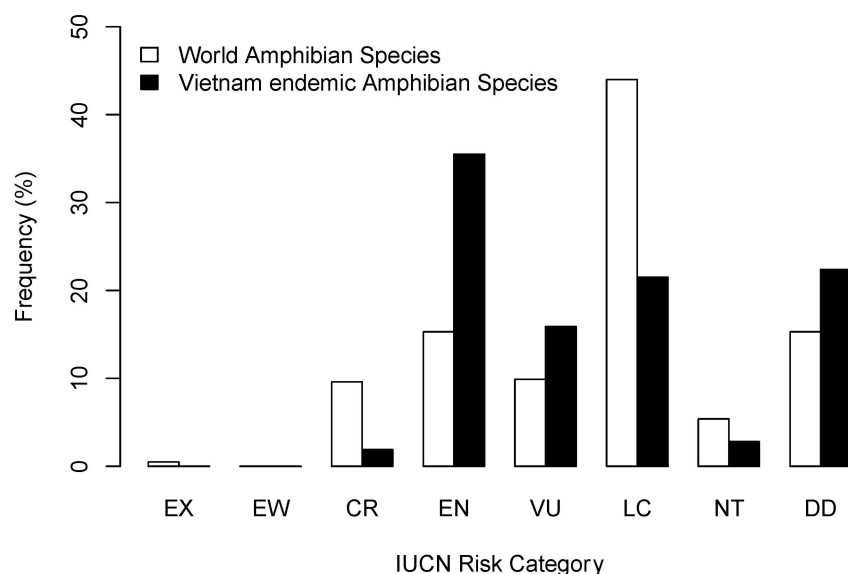 World Amphibian Species
Vietnam endemic Amphibian Species
Frequency (%)
50
40
30
20
10
0
EX EW CR EN VU LC NT DD
IUCN Risk Category